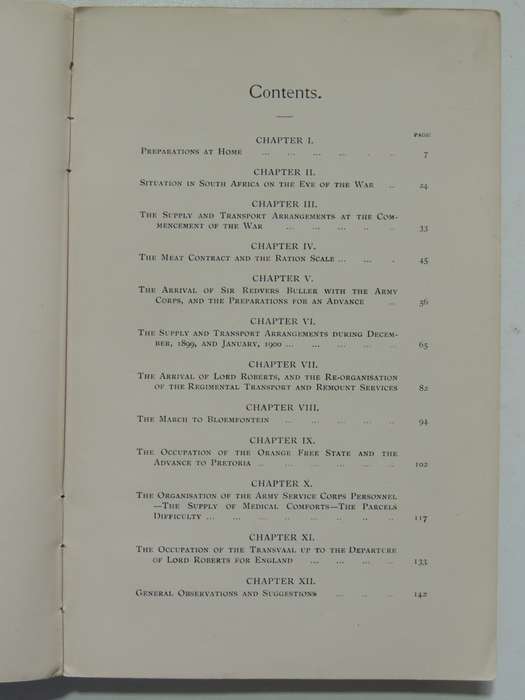 Contents.
PAGE
CHAPTER I.
PREPARATIONS AT HOME ... ... ... ... . .. 7
CHAPTER II.
SITUATION IN SOUTH AFRICA ON THE EVE OF THE WAR .. 24
CHAPTER III.
THE SUPPLY AND TRANSPORT ARRANGEMENTS AT THE COM-
MENCEMENT OF THE WAR ... ... ... .. .. 33
CHAPTER IV.
THE MEAT CONTRACT AND THE RATION SCALE ... ... . 45
CHAPTER V.
THE ARRIVAL OF SIR REDVERS BULLER WITH THE ARMY
CORPS, AND THE PREPARATIONS FOR AN ADVANCE ... 56
CHAPTER VI.
THE SUPPLY AND TRANSPORT ARRANGEMENTS DURING DECEM-
BER, 1899, AND JANUARY, 1900 ... ... ... ... ... 65
CHAPTER VII.
THE ARRIVAL OF LORD ROBERTS, AND THE RE-ORGANISATION
OF THE REGIMENTAL TRANSPORT AND REMOUNT SERVICES 82
CHAPTER VIII.
THE MARCH TO BLOEMFONTEIN ... ... ... ... .. 94
CHAPTER IX.
THE OCCUPATION OF THE ORANGE FREE STATE AND THE
ADVANCE TO PRETORIA .. ... ... ... ... .. 102
CHAPTER X.
THE ORGANISATION OF THE ARMY SERVICE CORPS PERSONNEL
—THE SUPPLY OF MEDICAL COMFORTS—THE PARCELS
DIFFICULTY ... ... ... ... .. .. .. .. 117
CHAPTER XI.
THE OCCUPATION OF THE TRANSVAAL UP TO THE DEPARTURE
OF LORD ROBERTS FOR ENGLAND ... ... ... .. 133
CHAPTER XII.
GENERAL OBSERVATIONS AND SUGGESTIONS ... .. .. 142